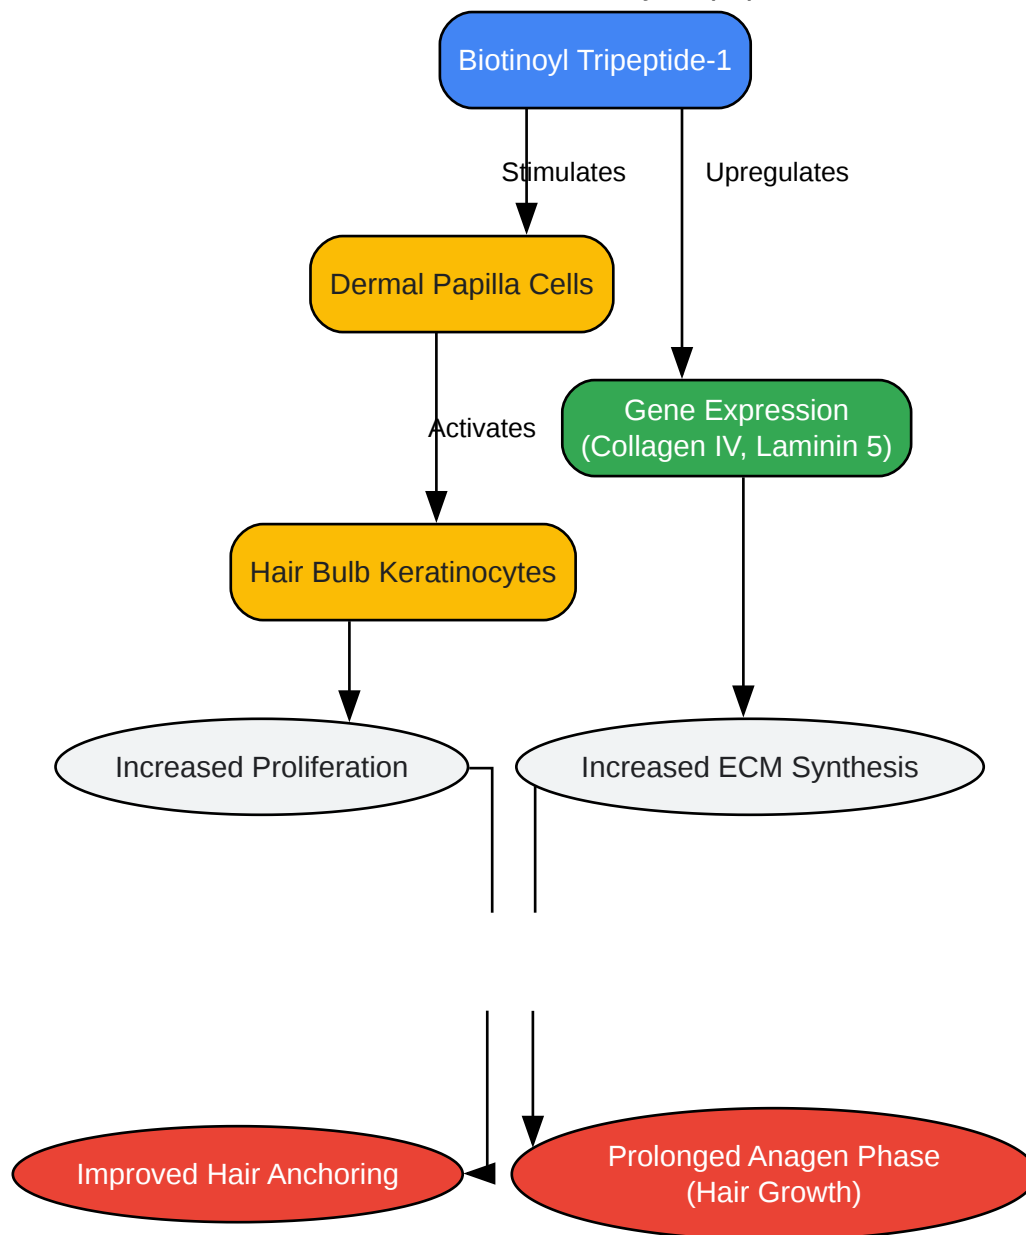 Biotinoyl Tripeptide-1
Stimulates
Upregulates
Dermal Papilla Cells
Activates
Gene Expression
(Collagen IV, Laminin 5)
Hair Bulb Keratinocytes
Increased Proliferation
Increased ECM Synthesis
Improved Hair Anchoring
Prolonged Anagen Phase
(Hair Growth)